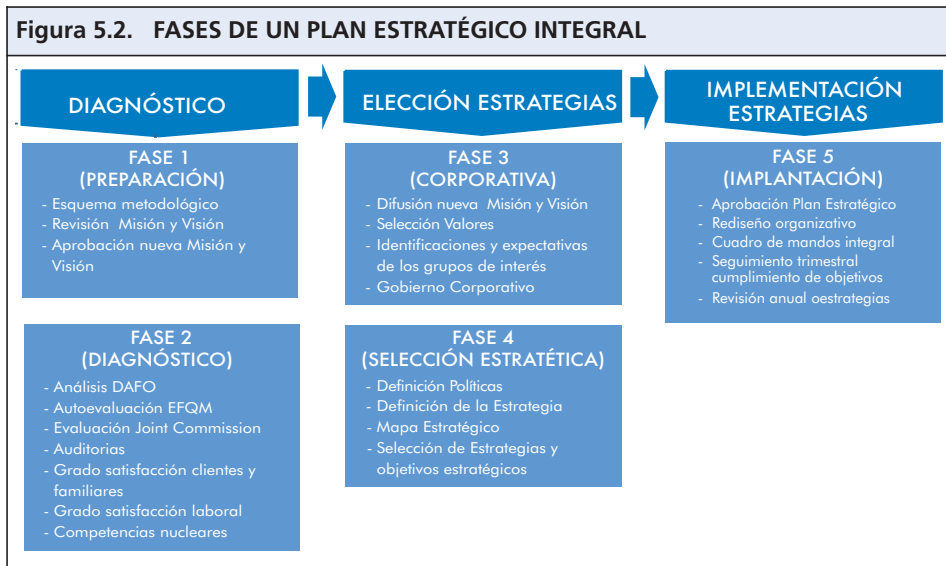 Figura 5.2. FASES DE UN PLAN ESTRATÉGICO INTEGRAL
DIAGNÓSTICO
FASE 1
(PREPARACIÓN)
- Esquema metodológico
- Revisión Misión y Visión
- Aprobación nueva Misión y
Visión
FASE 2
(DIAGNÓSTICO)
- Análisis DAFO
- Autoevaluación EFQM
- Evaluación Joint Commission
- Auditorias
- Grado satisfacción clientes y
familiares
- Grado satisfacción laboral
- Competencias nucleares
ELECCIÓN ESTRATEGIAS
FASE 3
(CORPORATIVA)
- Difusión nueva Misión y Visión
- Selección Valores
- Identificaciones y expectativas
de los grupos de interés
- Gobierno Corporativo
FASE 4
(SELECCIÓN ESTRATÉTICA)
- Definición Políticas
- Definición de la Estrategia
- Mapa Estratégico
- Selección de Estrategias y
objetivos estratégicos
IMPLEMENTACIÓN
ESTRATEGIAS
FASE 5
(IMPLANTACIÓN)
- Aprobación Plan Estratégico
- Rediseño organizativo
- Cuadro de mandos integral
- Seguimiento trimestral
cumplimiento de objetivos
- Revisión anual oestrategias